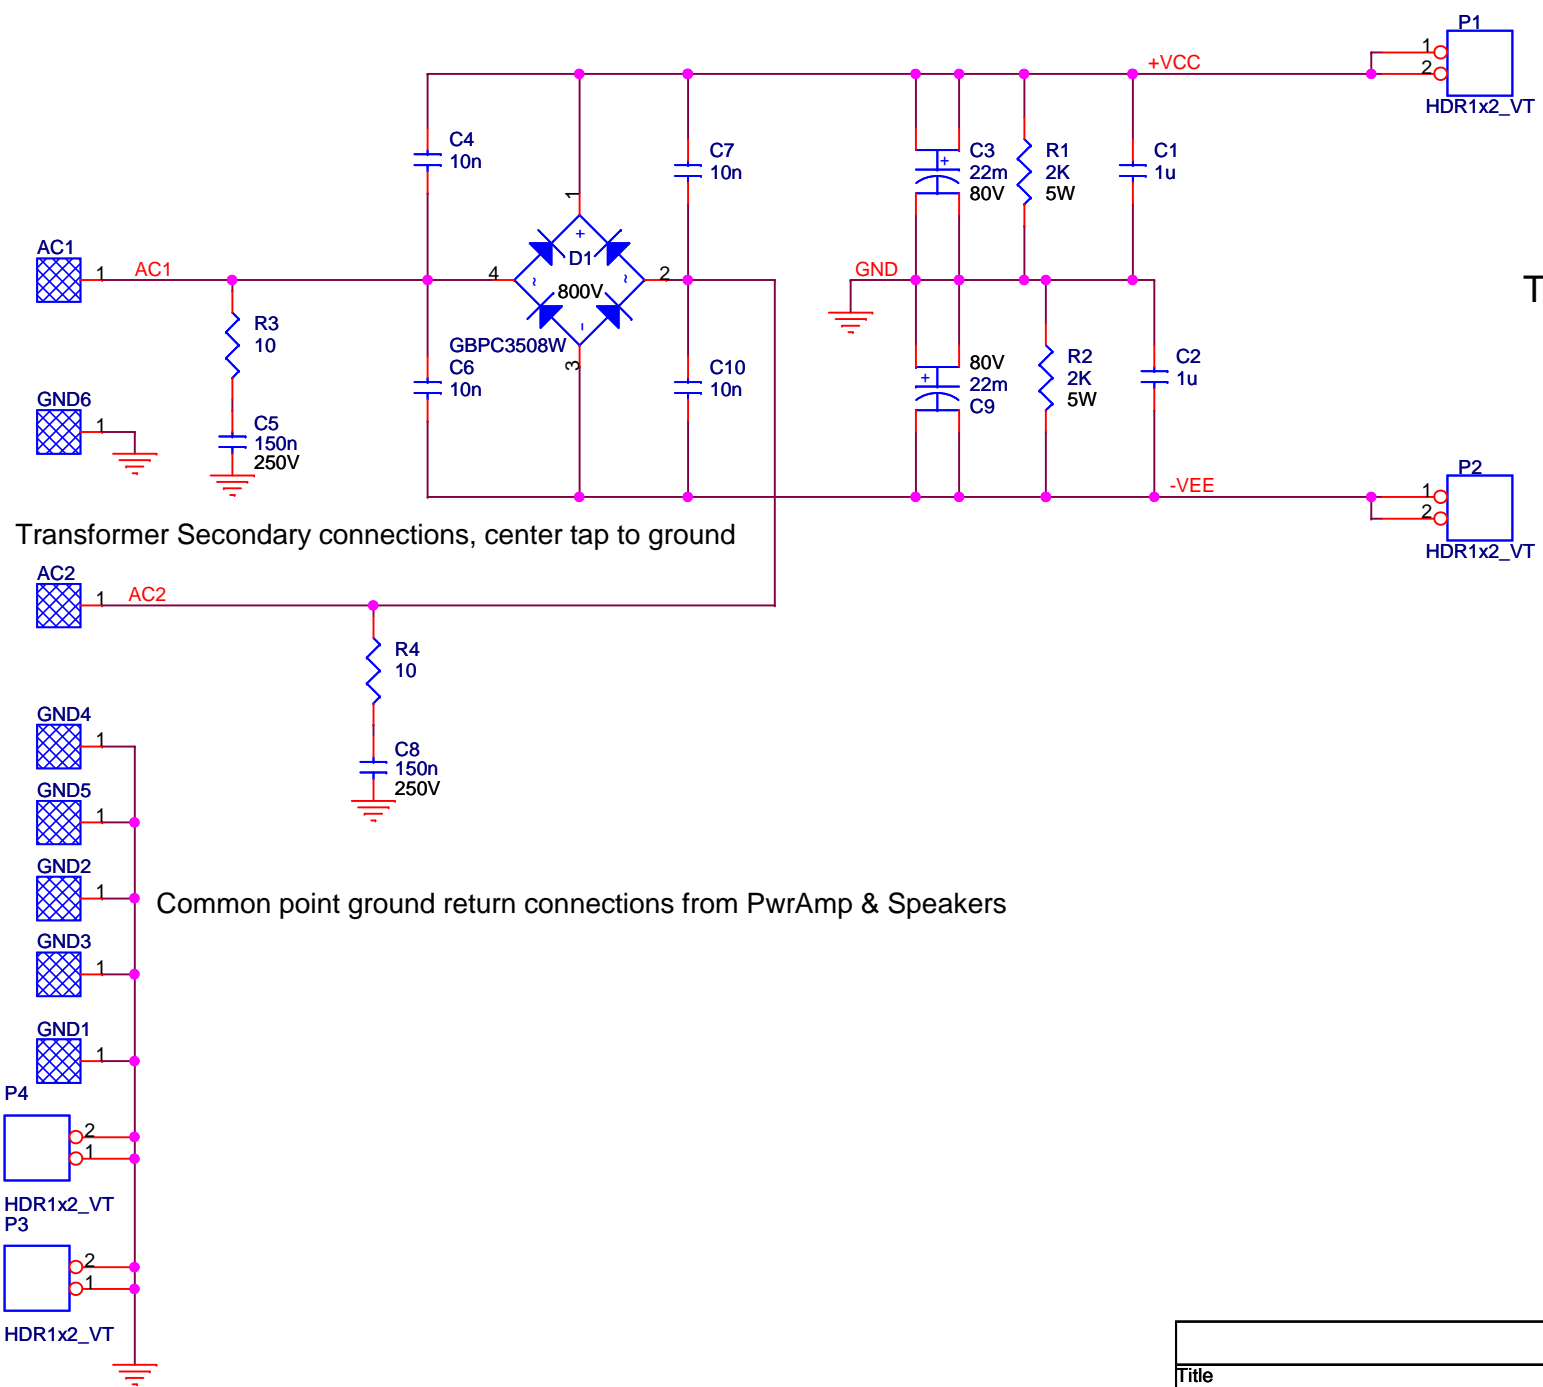 P1
1
2
HDR1x2_VT
+VCC
C4
10n
C7
10n
C3
22m
80V
R1
2K
5W
C1
1u
1
+
D1
~
~
800V
-
4
2
3
GBPC3508W
AC1
1
AC1
GND
+
T
R3
10
C6
10n
C10
10n
80V
22m
C9
+
R2
2K
5W
C2
1u
GND6
1
C5
150n
250V
-VEE
P2
1
2
HDR1x2_VT
Transformer Secondary connections, center tap to ground
AC2
1
AC2
R4
10
C8
150n
250V
GND4
1
GND5
1
GND2
1
Common point ground return connections from PwrAmp & Speakers
GND3
1
GND1
1
P4
2
1
HDR1x2_VT
P3
2
1
HDR1x2_VT
Title